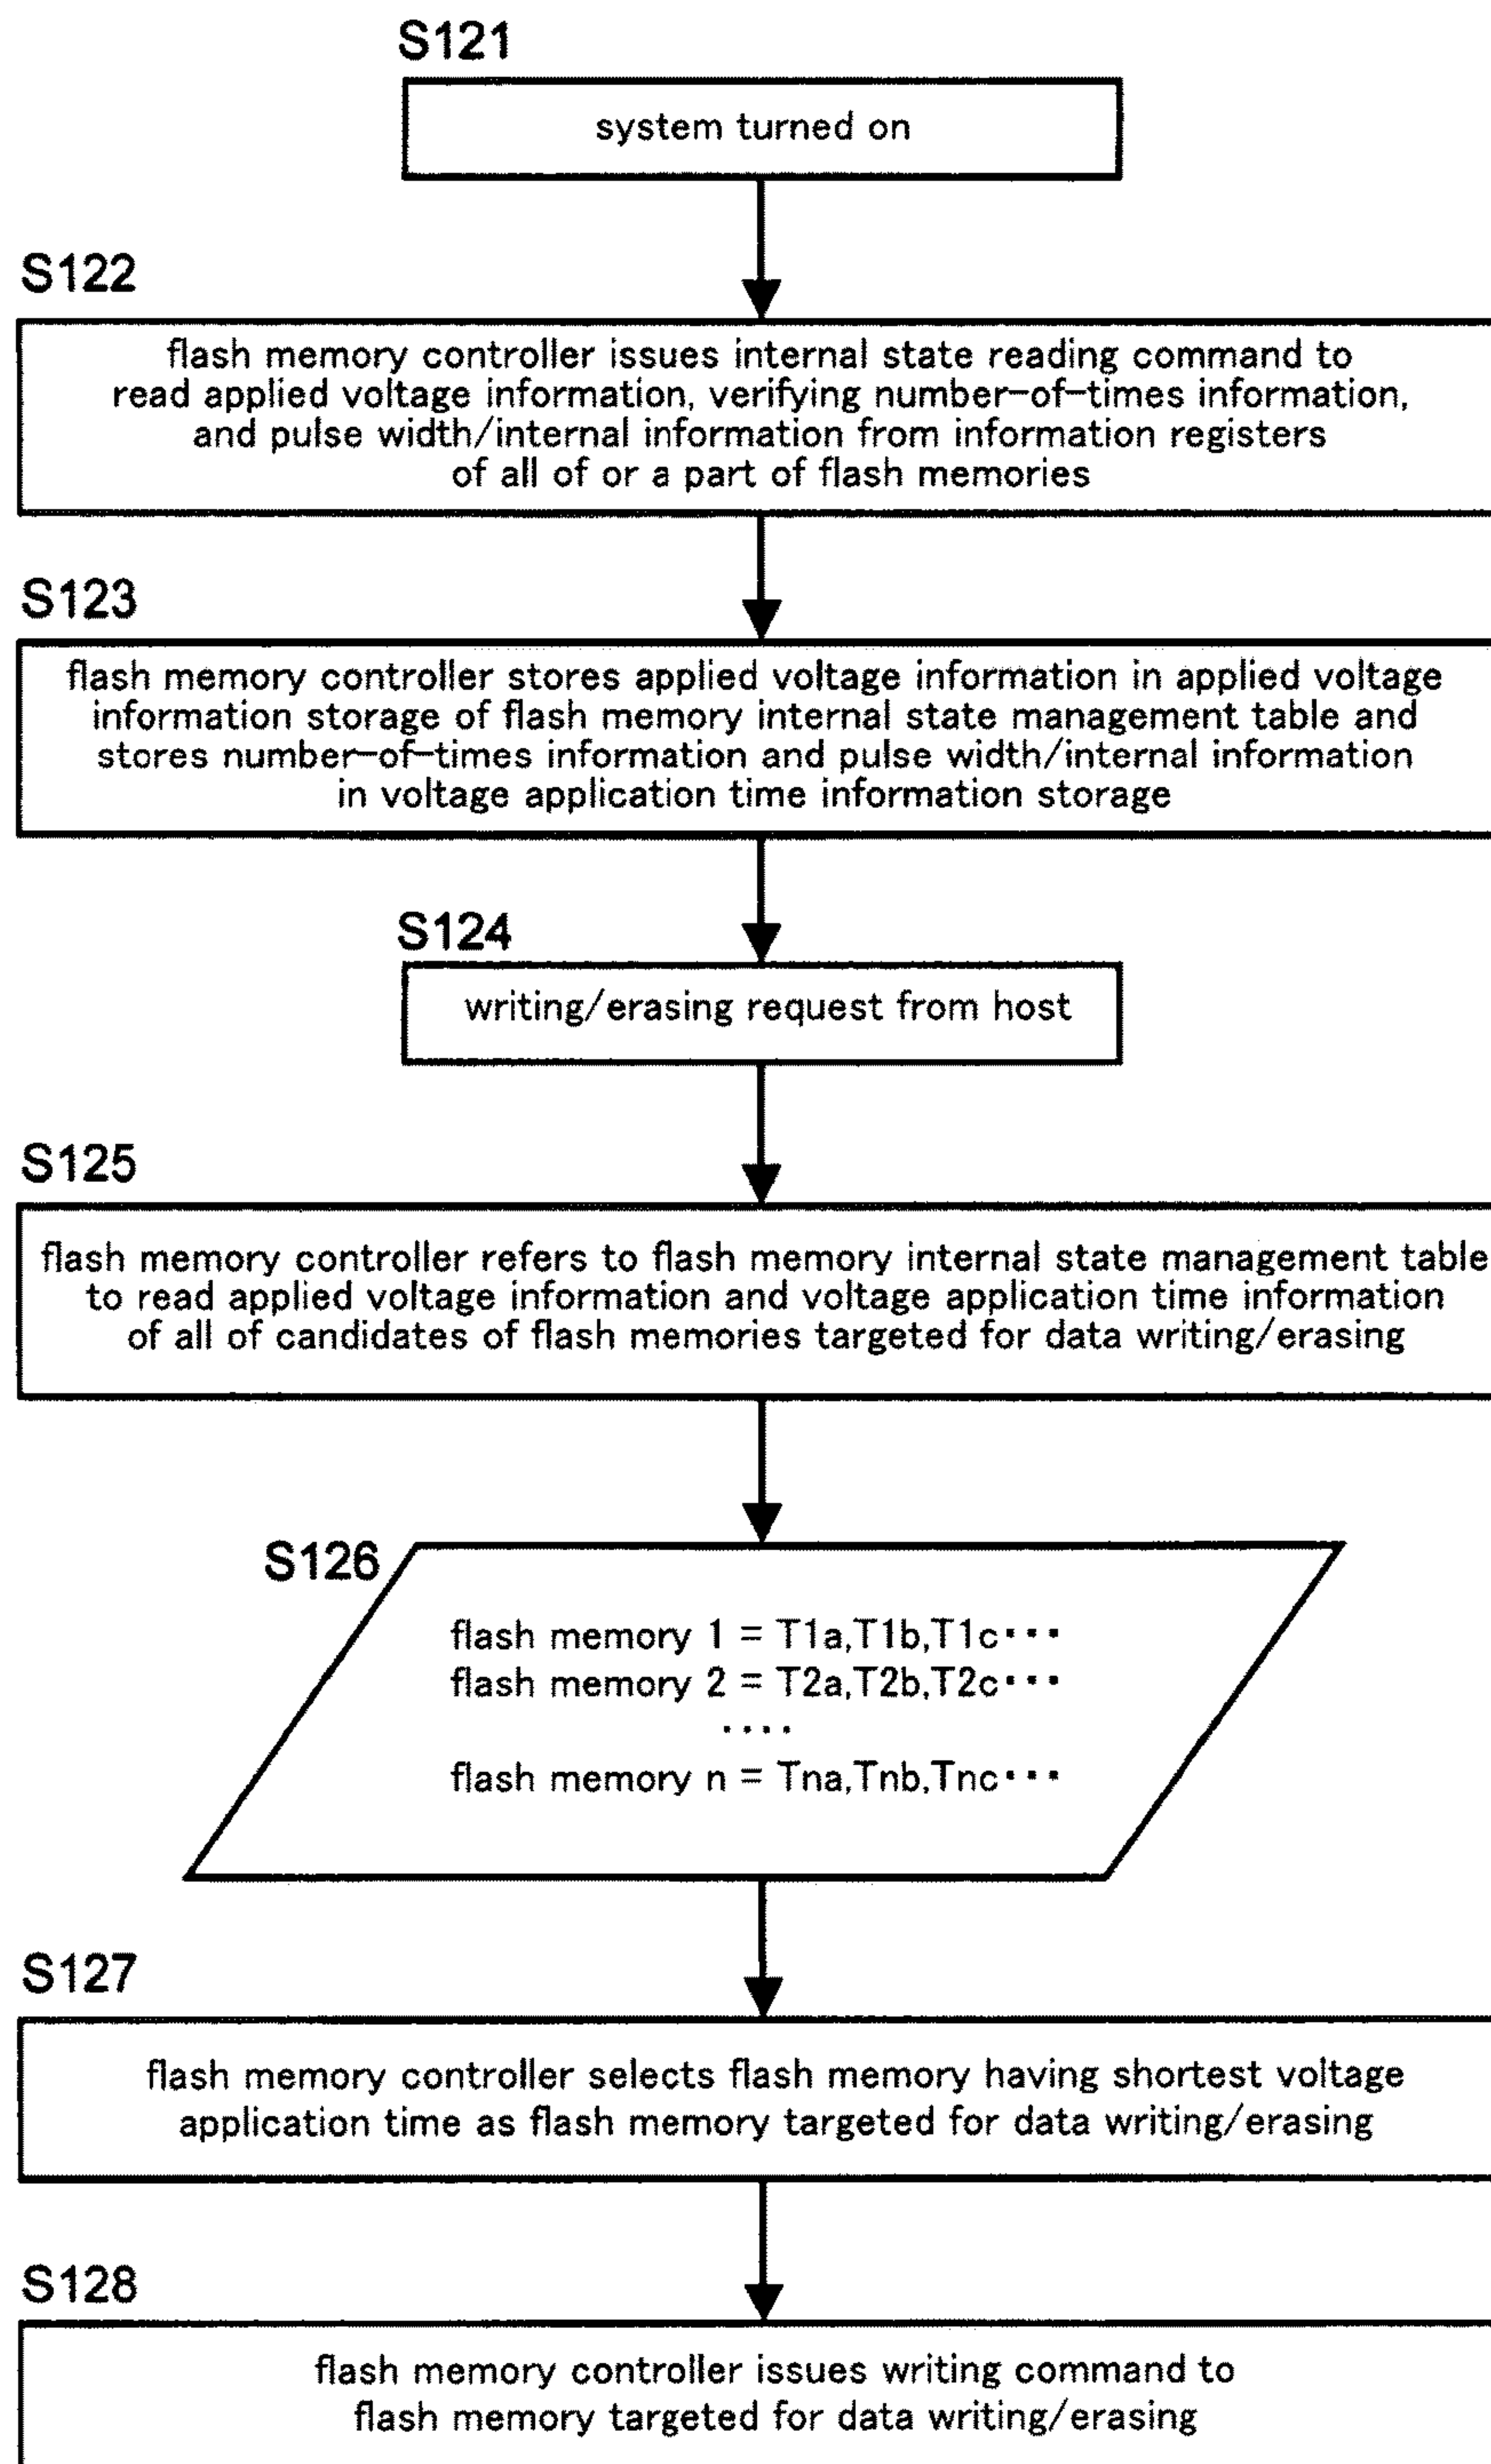 S121
system turned on
S122
flash memory controller issues internal state reading command to
read applied voltage information, verifying number-of-times information,
and pulse width/internal information from information registers
of all of or a part of flash memories
S123
flash memory controller stores applied voltage information in applied voltage
information storage of flash memory internal state management table and
stores number-of-times information and pulse width/internal information
in voltage application time information storage
S124
writing/erasing request from host
S125
flash memory controller refers to flash memory internal state management table
to read applied voltage information and voltage application time information
of all of candidates of flash memories targeted for data writing/erasing
S126
flash memory 1 = T1a,T1b,T1c･･･
flash memory 2 = T2a,T2b,T2c･･･
････
flash memory n = Tna,Tnb,Tnc･･･
S127
flash memory controller selects flash memory having shortest voltage
application time as flash memory targeted for data writing/erasing
S128
flash memory controller issues writing command to
flash memory targeted for data writing/erasing